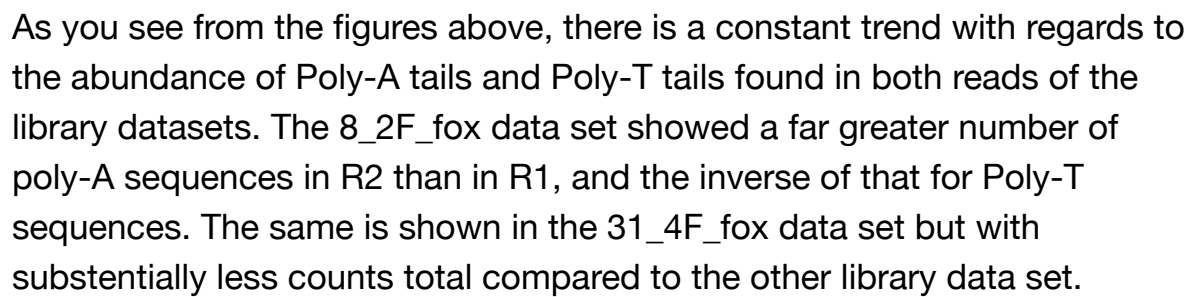 As you see from the figures above, there is a constant trend with regards to
the abundance of Poly-A tails and Poly-T tails found in both reads of the
library datasets. The 8_2F_fox data set showed a far greater number of
poly-A sequences in R2 than in R1, and the inverse of that for Poly-T
sequences. The same is shown in the 31_4F_fox data set but with
substantially less counts total compared to the other library data set.